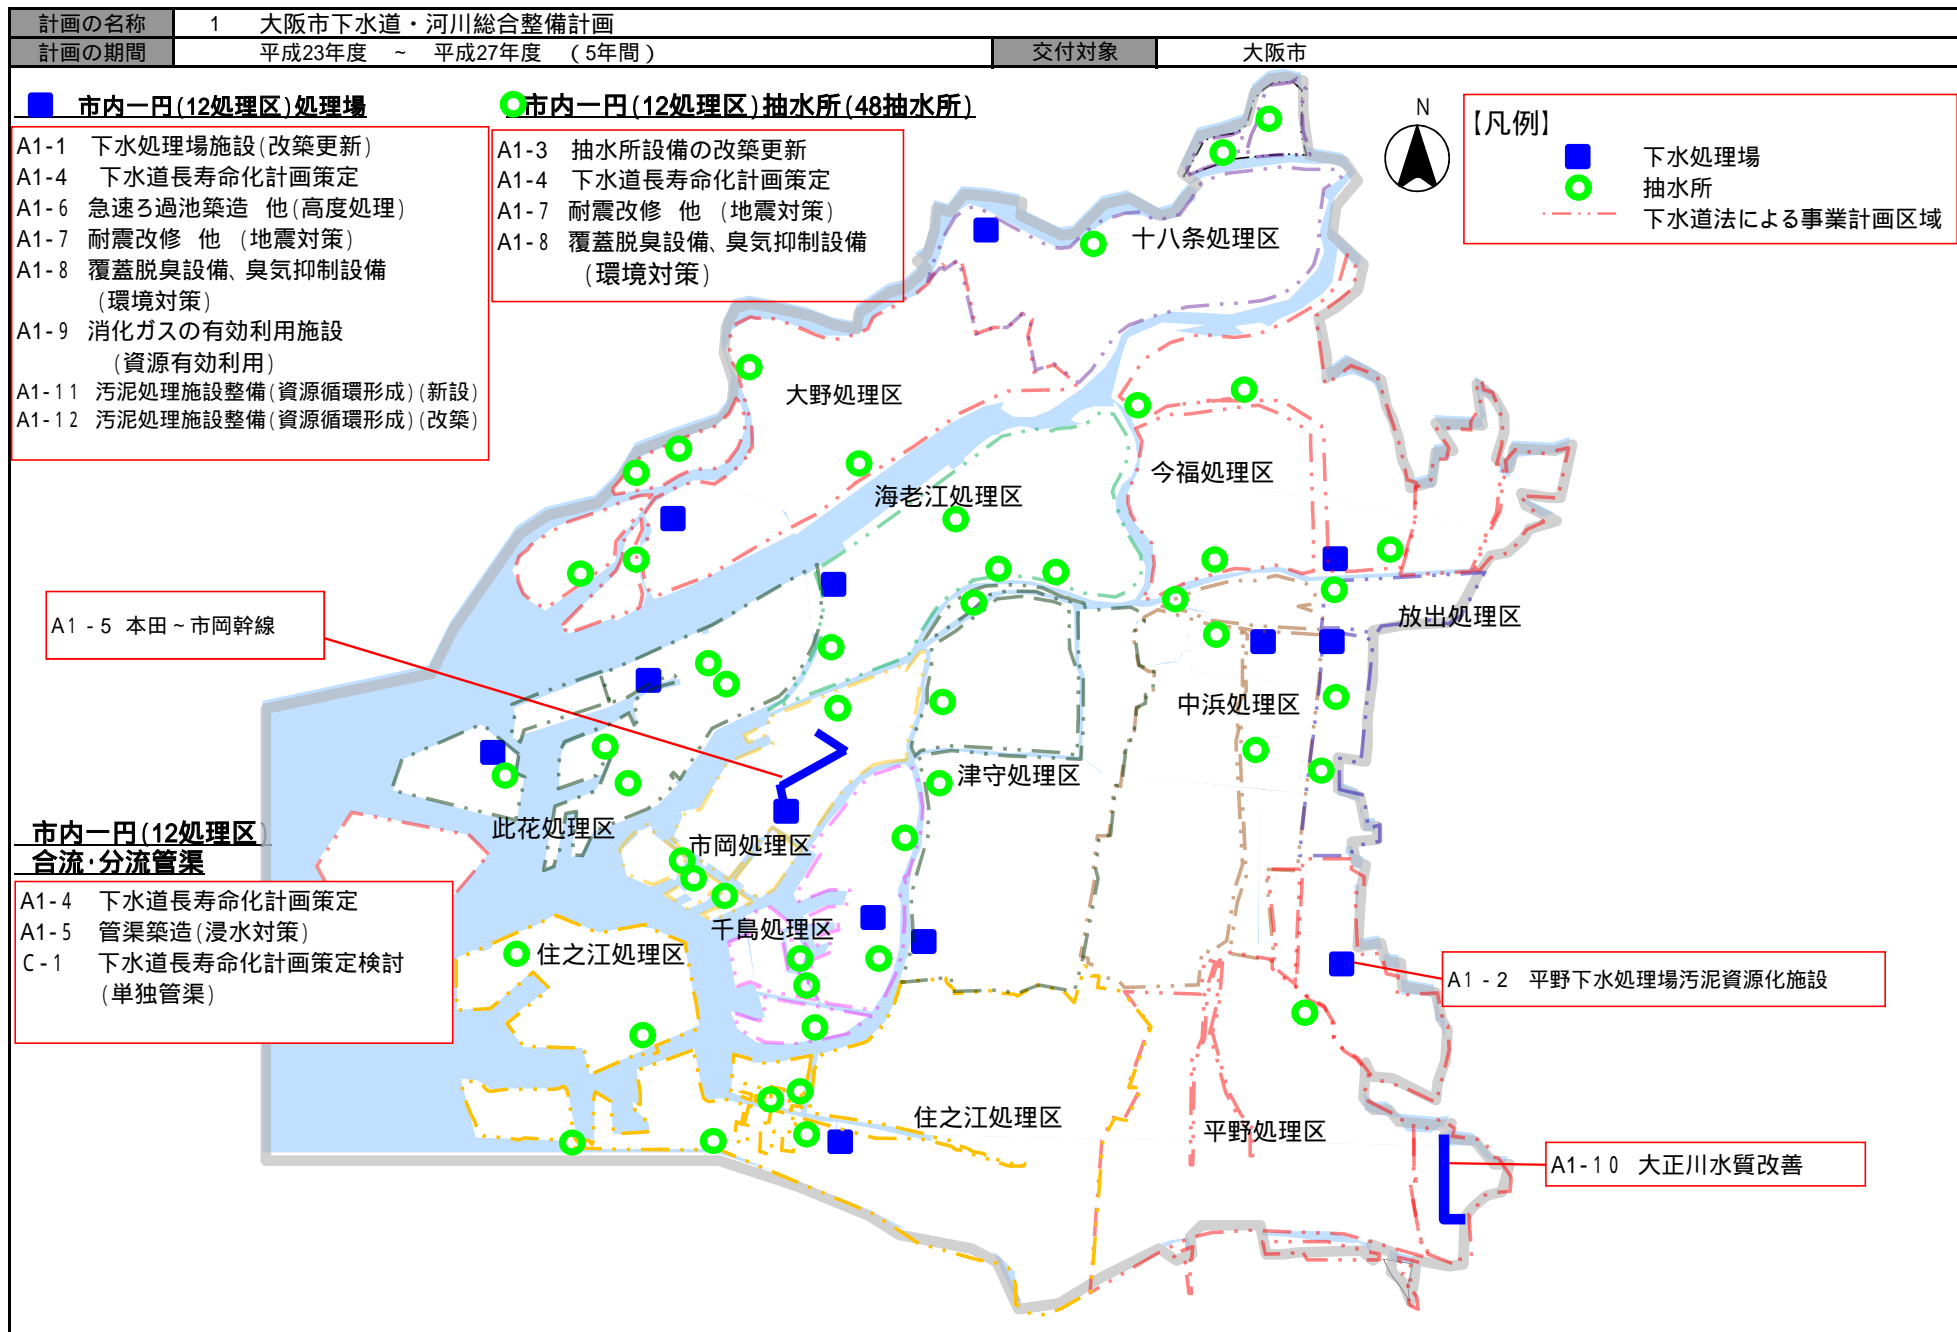 計画の名称 1 大阪市下水道・河川総合整備計画
計画の期間 平成23年度 ~ 平成27年度 (5年間) 交付対象 大阪市
市内一円(12処理区)処理場
A1-1 下水処理場施設(改築更新)
A1-4 下水道長寿命化計画策定
A1-6 急速ろ過池築造 他(高度処理)
A1-7 耐震改修 他 (地震対策)
A1-8 覆蓋脱臭設備、臭気抑制設備
(環境対策)
A1-9 消化ガスの有効利用施設
(資源有効利用)
A1-11 汚泥処理施設整備(資源循環形成)(新設)
A1-12 汚泥処理施設整備(資源循環形成)(改築)
市内一円(12処理区)抽水所(48抽水所)
A1-3 抽水所設備の改築更新
A1-4 下水道長寿命化計画策定
A1-7 耐震改修 他 (地震対策)
A1-8 覆蓋脱臭設備、臭気抑制設備
(環境対策)
N
【凡例】
下水処理場
抽水所
下水道法による事業計画区域
十八条処理区
大野処理区
今福処理区
海老江処理区
A1-5 本田~市岡幹線
放出処理区
中浜処理区
津守処理区
此花処理区
市岡処理区
市内一円(12処理区)
合流・分流管渠
A1-4 下水道長寿命化計画策定
A1-5 管渠築造(浸水対策)
C-1 下水道長寿命化計画策定検討
(単独管渠)
千島処理区
住之江処理区
A1-2 平野下水処理場汚泥資源化施設
住之江処理区
平野処理区
A1-10 大正川水質改善